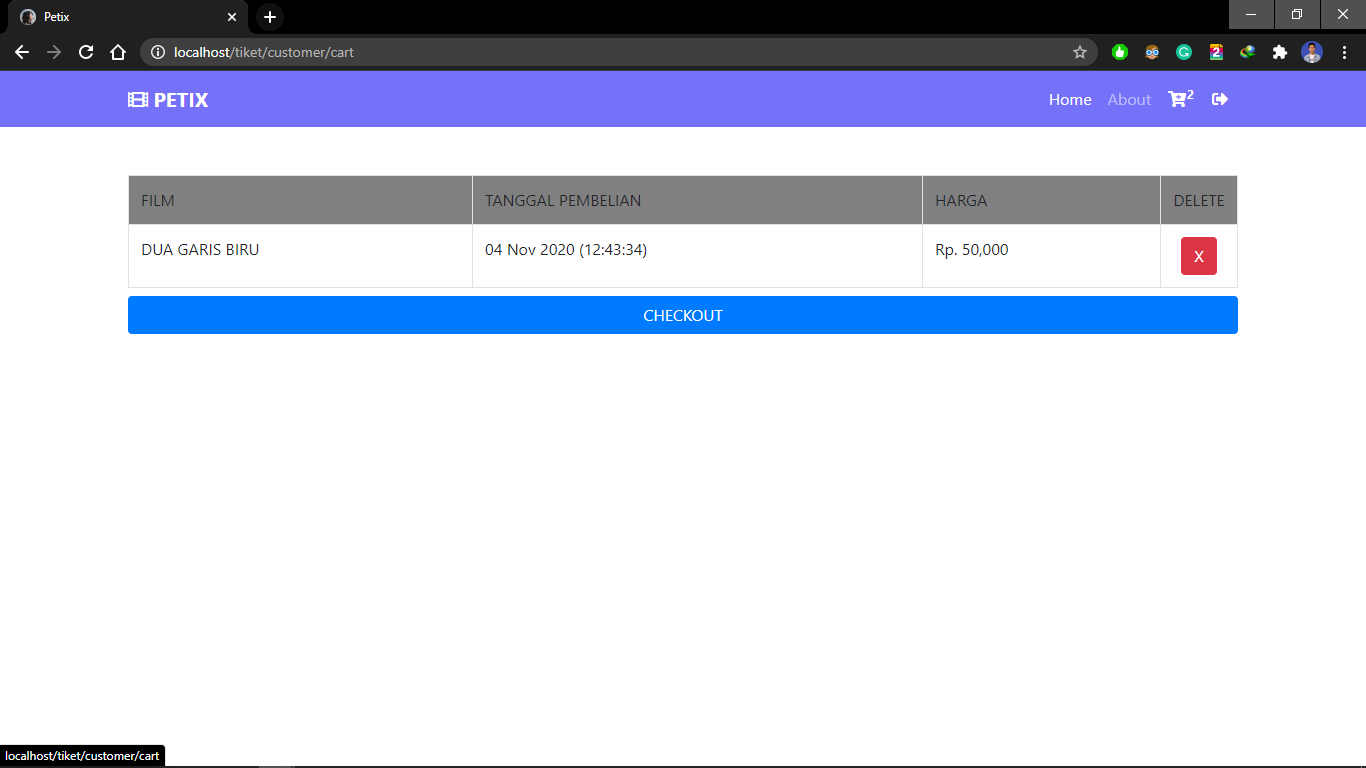 Petix
localhost/tiket/customer/cart
PETIX
Home About 2
FILM TANGGAL PEMBELIAN HARGA DELETE
DUA GARIS BIRU 04 Nov 2020 (12:43:34) Rp. 50,000 X
CHECKOUT
localhost/tiket/customer/cart